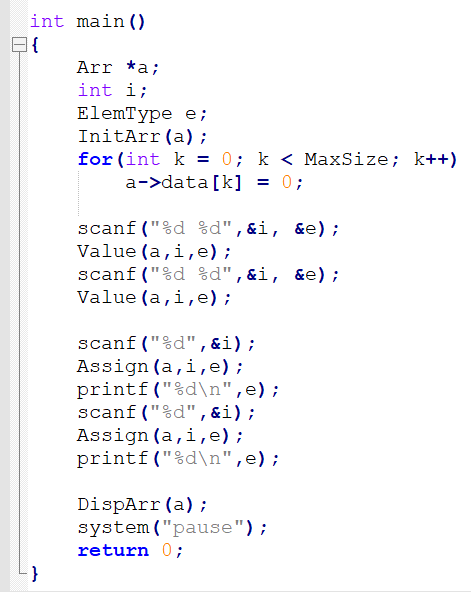 int main()
{
    Arr *a;
    int i;
    ElemType e;
    InitArr(a);
    for(int k = 0; k < MaxSize; k++)
        a->data[k] = 0;

    scanf("%d %d",&i, &e);
    Value(a,i,e);
    scanf("%d %d",&i, &e);
    Value(a,i,e);

    scanf("%d",&i);
    Assign(a,i,e);
    printf("%d\n",e);
    scanf("%d",&i);
    Assign(a,i,e);
    printf("%d\n",e);

    DispArr(a);
    system("pause");
    return 0;
}